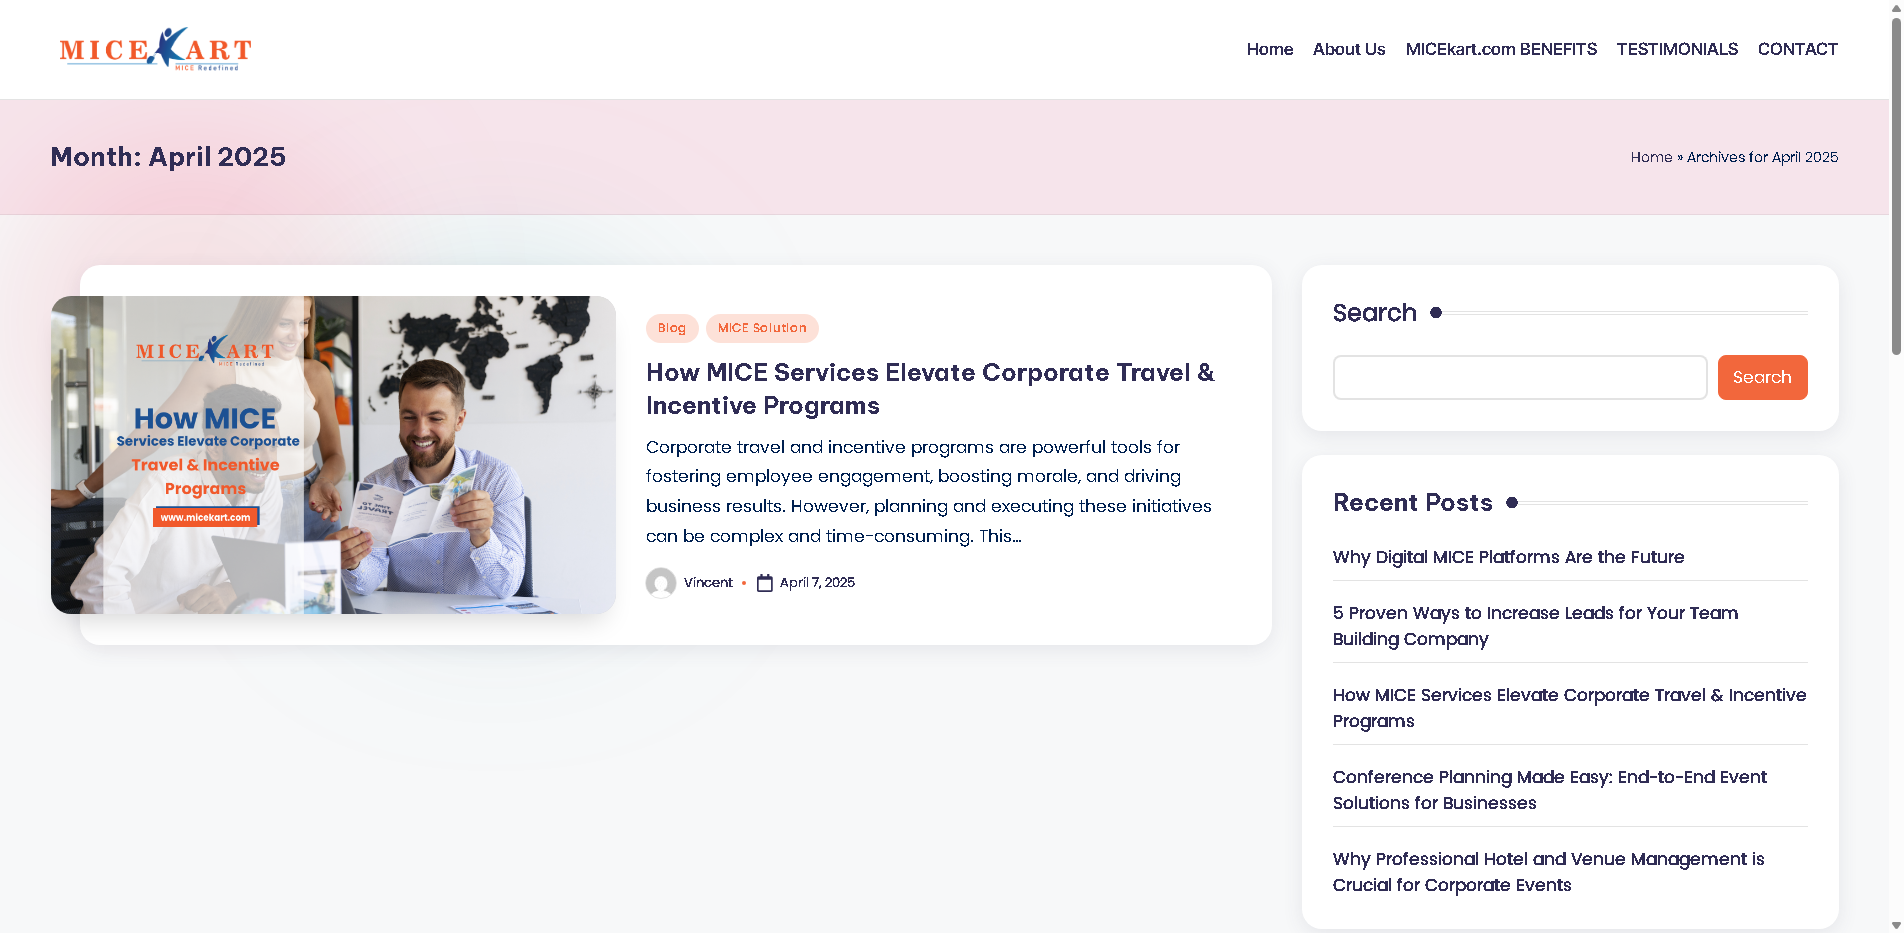 MICEKART
MICE Redefined
Home
About Us
MICEkart.com BENEFITS
TESTIMONIALS
CONTACT
Month: April 2025
Home » Archives for April 2025
MICEKART
MICE Redefined
How MICE
Services Elevate Corporate
Travel & Incentive
Programs
www.micekart.com
Blog
MICE Solution
How MICE Services Elevate Corporate Travel &
Incentive Programs
Corporate travel and incentive programs are powerful tools for
fostering employee engagement, boosting morale, and driving
business results. However, planning and executing these initiatives
can be complex and time-consuming. This...
Vincent
April 7, 2025
Search
Search
Recent Posts
Why Digital MICE Platforms Are the Future
5 Proven Ways to Increase Leads for Your Team
Building Company
How MICE Services Elevate Corporate Travel & Incentive
Programs
Conference Planning Made Easy: End-to-End Event
Solutions for Businesses
Why Professional Hotel and Venue Management is
Crucial for Corporate Events